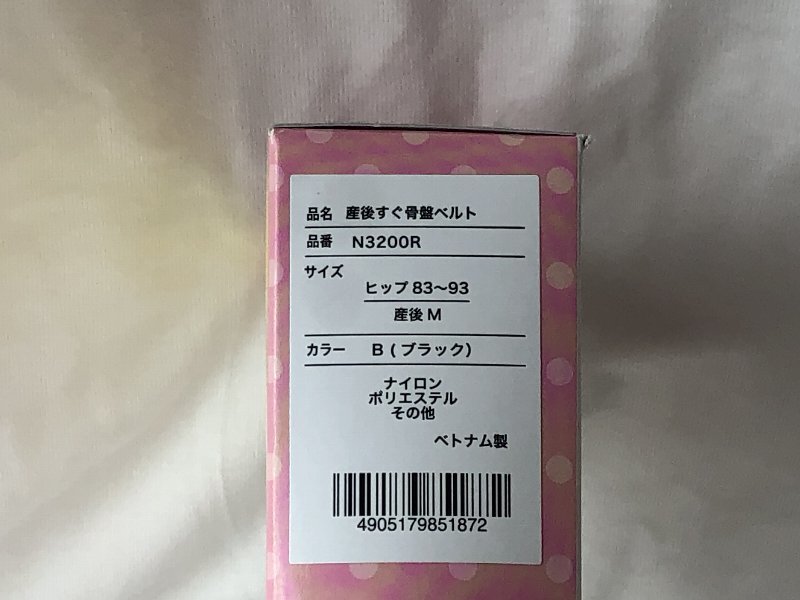 品名 産後すぐ骨盤ベルト
品番 N3200R
サイズ
ヒップ 83〜93
産後 M
カラー B (ブラック)
ナイロン
ポリエステル
その他
ベトナム製
4905179851872